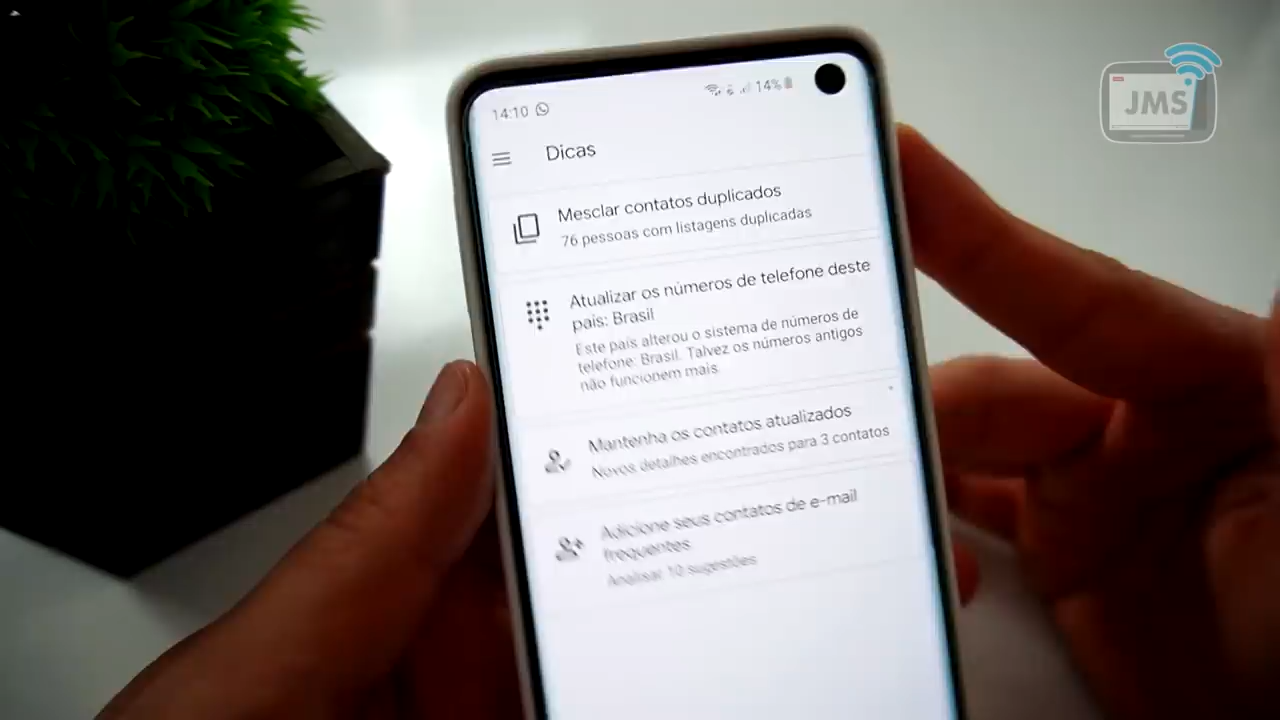 JMS
14:10
14%
Dicas
Mesclar contatos duplicados
76 pessoas com listagens duplicadas
Atualizar os números de telefone deste
país: Brasil
Este país alterou o sistema de números de
telefone: Brasil. Talvez os números antigos
não funcionem mais
Mantenha os contatos atualizados
Novos detalhes encontrados para 3 contatos
Adicione seus contatos de e-mail
frequentes
Analisar 10 sugestões